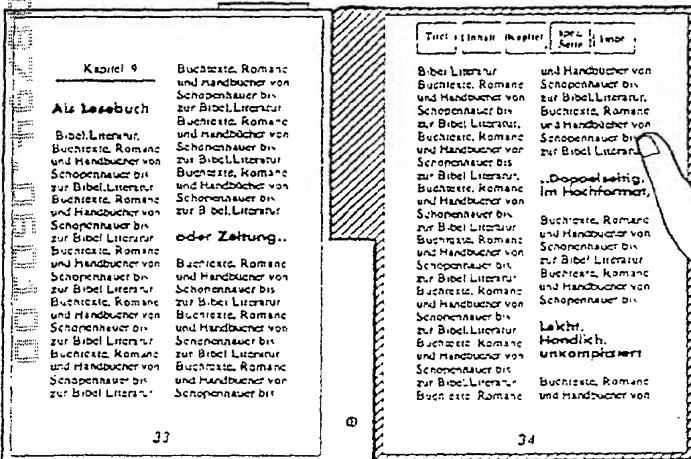 Kapitel 9
Als Lesebuch
Bibel.Literatur,
Buchtexte, Romane
und Handbücher von
Schopenhauer bis
zur Bibel.Literatur
Buchtexte, Romane
und Handbücher von
Schopenhauer bis
zur Bibel Literatur
Buchtexte, Romane
und Handbücher von
Schopenhauer bis
zur Bibel.Literatur
Buchtexte, Romane
und Handbücher von
Schopenhauer bis
zur Bibel Literatur
Buchtexte, Romane
und Handbücher von
Schopenhauer bis
zur Bibel Literatur
Buchtexte, Romane
und Handbücher von
Schopenhauer bis
zur Bibel.Literatur
Buchtexte, Romane
und Handbücher von
Schopenhauer bis
zur Bibel.Literatur
Buchtexte, Romane
und Handbücher von
Schopenhauer bis
zur Bibel.Literatur
oder Zeitung..
Buchtexte, Romane
und Handbücher von
Schopenhauer bis
zur Bibel.Literatur
Buchtexte, Romane
und Handbücher von
Schopenhauer bis
zur Bibel Literatur
Buchtexte, Romane
und Handbücher von
Schopenhauer bis
33
Titel Inhalt Kapitel spez. Seite
Bibel Literatur
Buchtexte, Romane
und Handbücher von
Schopenhauer bis
zur Bibel Literatur,
Buchtexte, Romane
und Handbücher von
Schopenhauer bis
zur Bibel.Literatur,
Buchtexte, Romane
und Handbücher von
Schopenhauer bis
zur Bibel Literatur
Buchtexte, Romane
und Handbücher von
Schopenhauer bis
zur Bibel.Literatur
Buchtexte, Romane
und Handbücher von
Schopenhauer bis
zur Bibel.Literatur
Buchtexte Romane
und Handbücher von
Schopenhauer bis
zur Bibel.Literatur
Buchtexte Romane
und Handbücher von
Schopenhauer bis
zur Bibel.Literatur,
Buchtexte, Romane
und Handbücher von
Schopenhauer bis
zur Bibel Literatur
..Doppelseitig,
im Hochformat,
Buchtexte, Romane
und Handbücher von
Schopenhauer bis
zur Bibel Literatur
Buchtexte, Romane
und Handbücher von
Schopenhauer bis
Leicht,
Handlich,
unkompliziert
Buchtexte, Romane
und Handbücher von
34